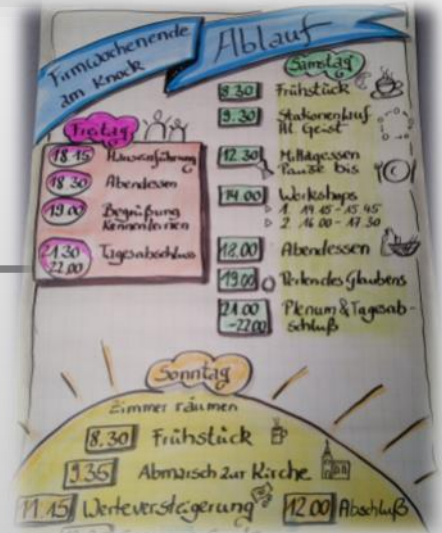 Firmwochenende
am Knock
Ablauf
Freitag
18 15 Hauseinführung
18 30 Abendessen
19.00 Begrüßung
Kennenlernen
21.30
22.00 Tagesabschluss
Samstag
8.30 Frühstück
9.30 Stationenlauf
Hl. Geist
12.30 Mittagessen
Pause bis
14.00 Workshops
1. 14.15 - 15.45
2. 16.00 - 17.30
18.00 Abendessen
19.00 Perlen des Glaubens
21.00
- 22.00 Plenum & Tagesab-
schluß
Sonntag
Zimmer räumen
8.30 Frühstück
9.35 Abmarsch zur Kirche
11.15 Werteversteigerung 12.00 Abschluß